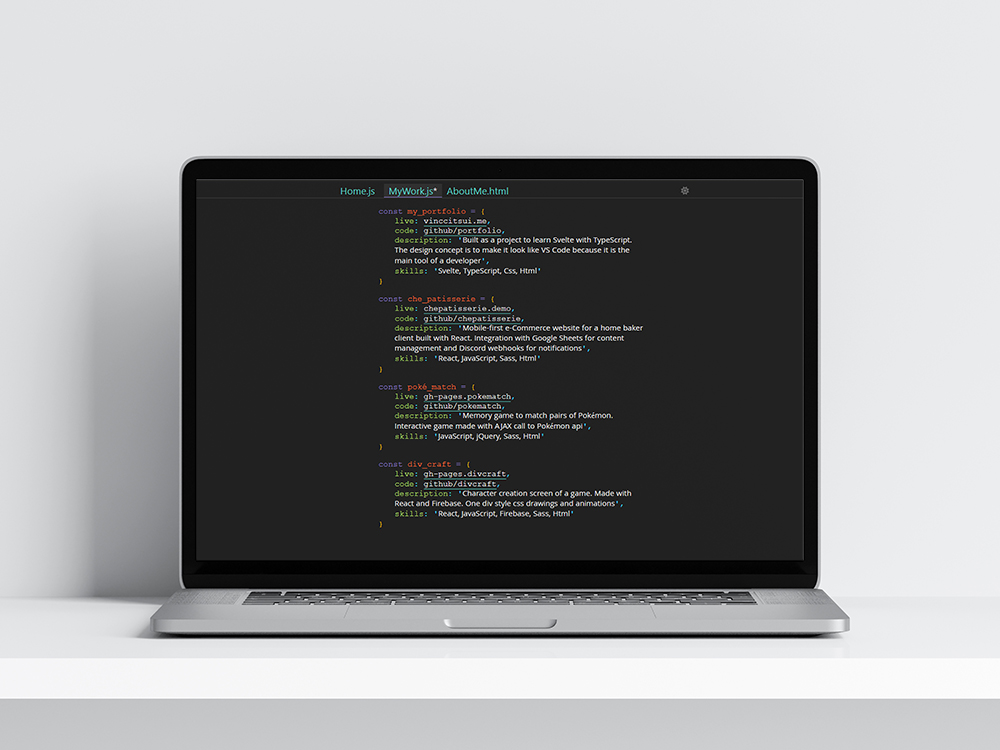 Home.js MyWork.js* AboutMe.html
const my_portfolio = {
live: vinccitsui.me,
code: github/portfolio,
description: 'Built as a project to learn Svelte with TypeScript.
The design concept is to make it look like VS Code because it is the
main tool of a developer',
skills: 'Svelte, TypeScript, Css, Html'
}
const che_patisserie = {
live: chepatisserie.demo,
code: github/chepatisserie,
description: 'Mobile-first e-Commerce website for a home baker
client built with React. Integration with Google Sheets for content
management and Discord webhooks for notifications',
skills: 'React, JavaScript, Sass, Html'
}
const poké_match = {
live: gh-pages.pokematch,
code: github/pokematch,
description: 'Memory game to match pairs of Pokémon.
Interactive game made with AJAX call to Pokémon api',
skills: 'JavaScript, jQuery, Sass, Html'
}
const div_craft = {
live: gh-pages.divcraft,
code: github/divcraft,
description: 'Character creation screen of a game. Made with
React and Firebase. One div style css drawings and animations',
skills: 'React, JavaScript, Firebase, Sass, Html'
}